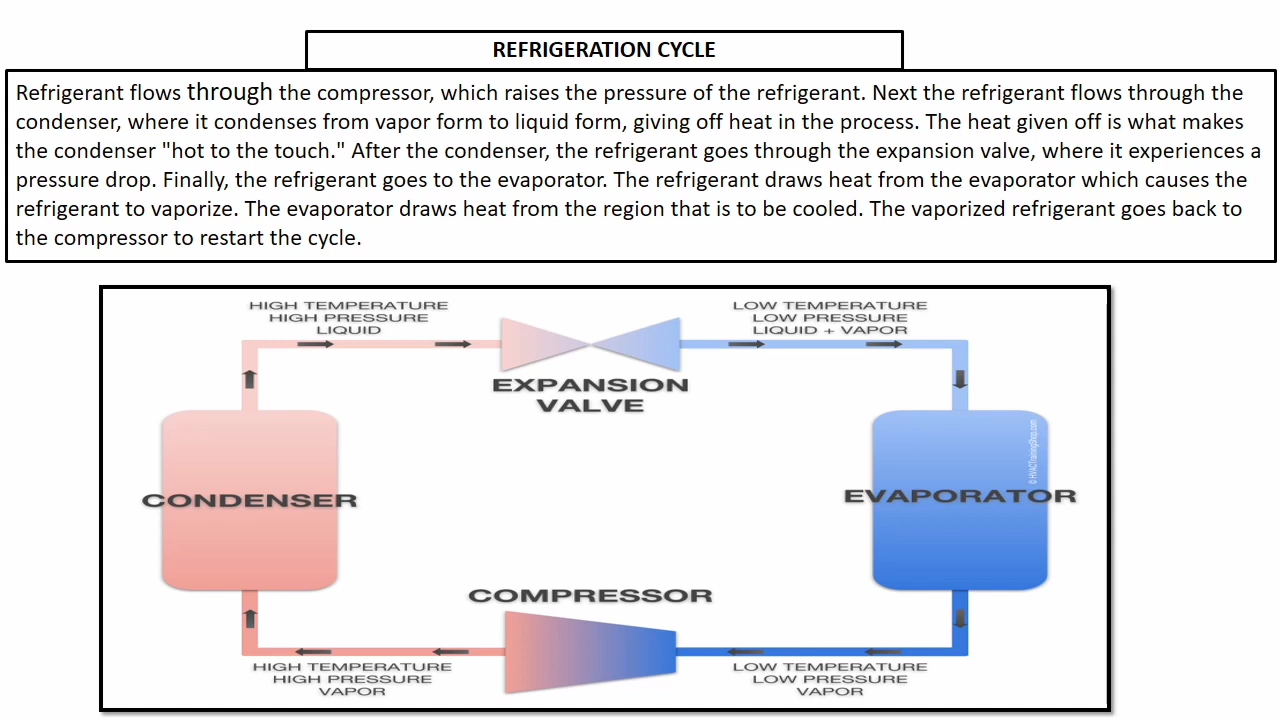 REFRIGERATION CYCLE
Refrigerant flows through the compressor, which raises the pressure of the refrigerant. Next the refrigerant flows through the
condenser, where it condenses from vapor form to liquid form, giving off heat in the process. The heat given off is what makes
the condenser "hot to the touch." After the condenser, the refrigerant goes through the expansion valve, where it experiences a
pressure drop. Finally, the refrigerant goes to the evaporator. The refrigerant draws heat from the evaporator which causes the
refrigerant to vaporize. The evaporator draws heat from the region that is to be cooled. The vaporized refrigerant goes back to
the compressor to restart the cycle.
HIGH TEMPERATURE
HIGH PRESSURE
LIQUID
LOW TEMPERATURE
LOW PRESSURE
LIQUID + VAPOR
EXPANSION
VALVE
CONDENSER
EVAPORATOR
© HVACTrainingShop.com
COMPRESSOR
HIGH TEMPERATURE
HIGH PRESSURE
VAPOR
LOW TEMPERATURE
LOW PRESSURE
VAPOR